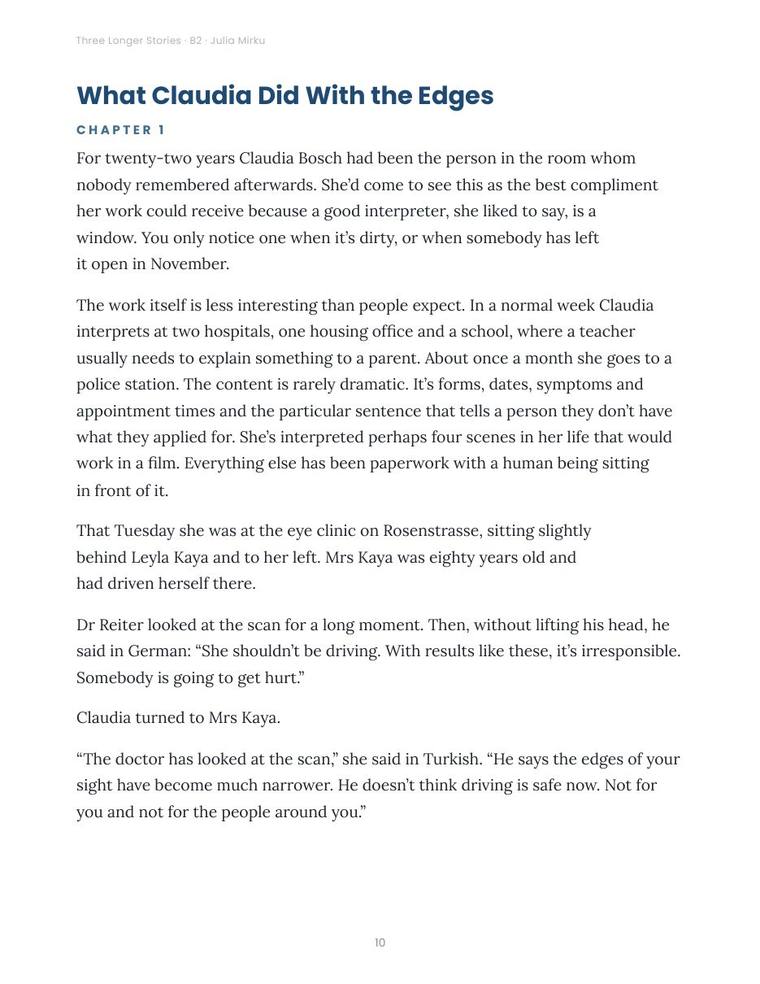 Three Longer Stories · B2 · Julia Mirku
What Claudia Did With the Edges
CHAPTER 1
For twenty-two years Claudia Bosch had been the person in the room whom
nobody remembered afterwards. She’d come to see this as the best compliment
her work could receive because a good interpreter, she liked to say, is a
window. You only notice one when it’s dirty, or when somebody has left
it open in November.
The work itself is less interesting than people expect. In a normal week Claudia
interprets at two hospitals, one housing office and a school, where a teacher
usually needs to explain something to a parent. About once a month she goes to a
police station. The content is rarely dramatic. It’s forms, dates, symptoms and
appointment times and the particular sentence that tells a person they don’t have
what they applied for. She’s interpreted perhaps four scenes in her life that would
work in a film. Everything else has been paperwork with a human being sitting
in front of it.
That Tuesday she was at the eye clinic on Rosenstrasse, sitting slightly
behind Leyla Kaya and to her left. Mrs Kaya was eighty years old and
had driven herself there.
Dr Reiter looked at the scan for a long moment. Then, without lifting his head, he
said in German: “She shouldn’t be driving. With results like these, it’s irresponsible.
Somebody is going to get hurt.”
Claudia turned to Mrs Kaya.
“The doctor has looked at the scan,” she said in Turkish. “He says the edges of your
sight have become much narrower. He doesn’t think driving is safe now. Not for
you and not for the people around you.”
10